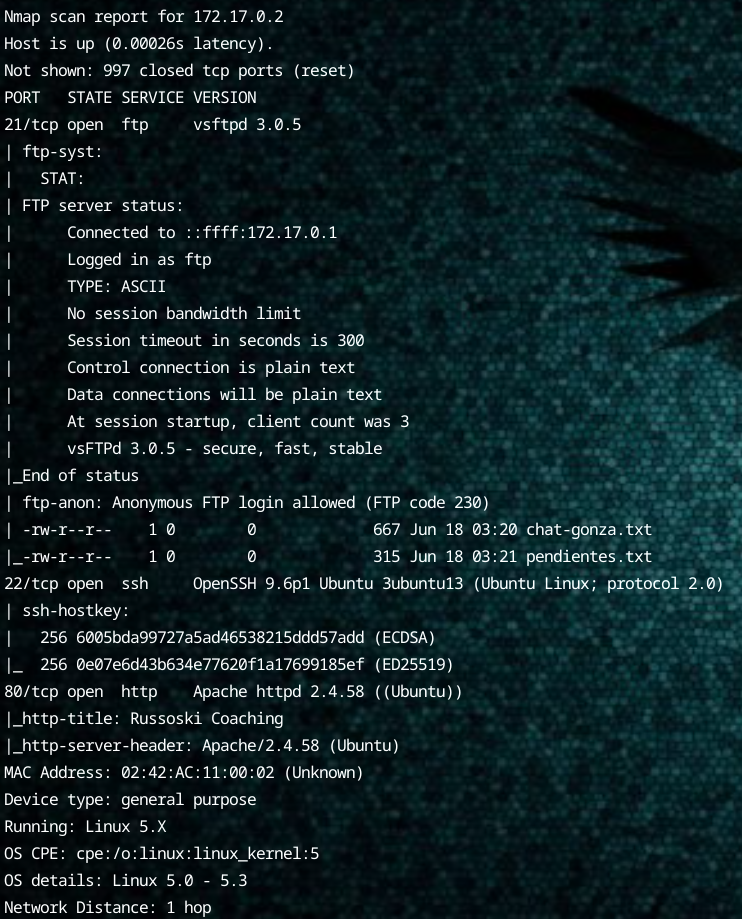 Nmap scan report for 172.17.0.2
Host is up (0.00026s latency).
Not shown: 997 closed tcp ports (reset)
PORT   STATE SERVICE VERSION
21/tcp open  ftp     vsftpd 3.0.5
| ftp-syst:
|   STAT:
| FTP server status:
|      Connected to ::ffff:172.17.0.1
|      Logged in as ftp
|      TYPE: ASCII
|      No session bandwidth limit
|      Session timeout in seconds is 300
|      Control connection is plain text
|      Data connections will be plain text
|      At session startup, client count was 3
|      vsFTPd 3.0.5 - secure, fast, stable
|_End of status
| ftp-anon: Anonymous FTP login allowed (FTP code 230)
| -rw-r--r--    1 0        0             667 Jun 18 03:20 chat-gonza.txt
|_-rw-r--r--    1 0        0             315 Jun 18 03:21 pendientes.txt
22/tcp open  ssh     OpenSSH 9.6p1 Ubuntu 3ubuntu13 (Ubuntu Linux; protocol 2.0)
| ssh-hostkey:
|   256 6005bda99727a5ad46538215ddd57add (ECDSA)
|_  256 0e07e6d43b634e77620f1a17699185ef (ED25519)
80/tcp open  http    Apache httpd 2.4.58 ((Ubuntu))
|_http-title: Russoski Coaching
|_http-server-header: Apache/2.4.58 (Ubuntu)
MAC Address: 02:42:AC:11:00:02 (Unknown)
Device type: general purpose
Running: Linux 5.X
OS CPE: cpe:/o:linux:linux_kernel:5
OS details: Linux 5.0 - 5.3
Network Distance: 1 hop